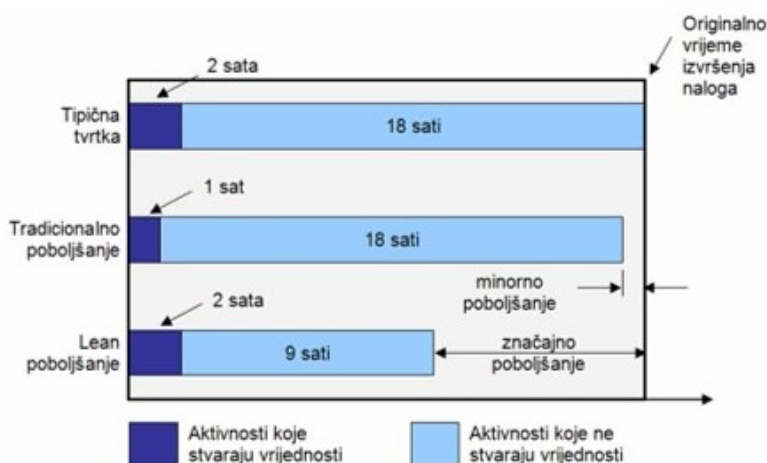 Originalno
vrijeme
izvršenja
naloga
2 sata
Tipična
tvrtka
18 sati
1 sat
Tradicionalno
poboljšanje
18 sati
minorno
poboljšanje
2 sata
Lean
poboljšanje
9 sati
značajno
poboljšanje
Aktivnosti koje
stvaraju vrijednosti
Aktivnosti koje ne
stvaraju vrijednosti